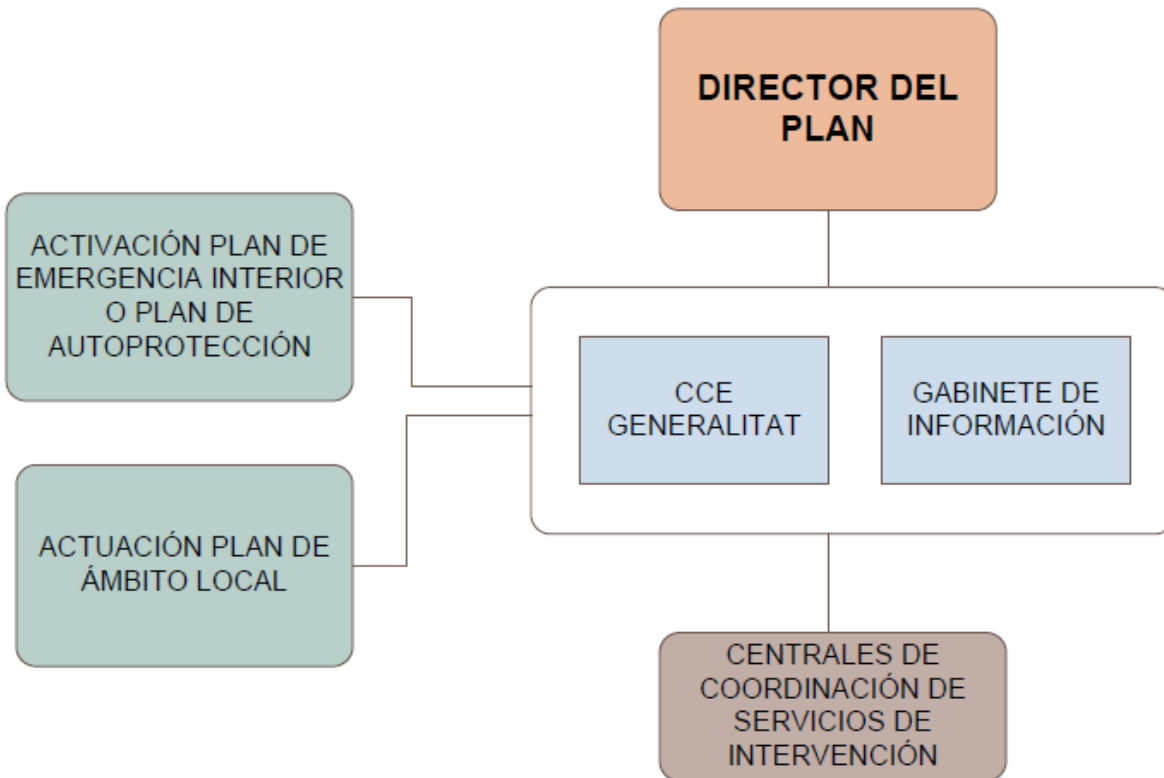 DIRECTOR DEL
PLAN
ACTIVACIÓN PLAN DE
EMERGENCIA INTERIOR
O PLAN DE
AUTOPROTECCIÓN
CCE
GENERALITAT
GABINETE DE
INFORMACIÓN
ACTUACIÓN PLAN DE
ÁMBITO LOCAL
CENTRALES DE
COORDINACIÓN DE
SERVICIOS DE
INTERVENCIÓN